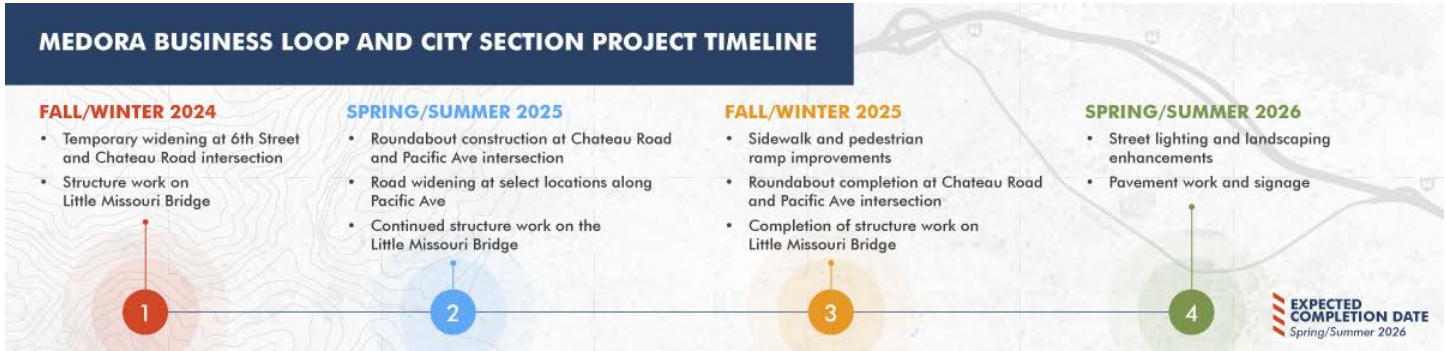 MEDORA BUSINESS LOOP AND CITY SECTION PROJECT TIMELINE
FALL/WINTER 2024
• Temporary widening at 6th Street
and Chateau Road intersection
• Structure work on
Little Missouri Bridge
SPRING/SUMMER 2025
• Roundabout construction at Chateau Road
and Pacific Ave intersection
• Road widening at select locations along
Pacific Ave
• Continued structure work on the
Little Missouri Bridge
FALL/WINTER 2025
• Sidewalk and pedestrian
ramp improvements
• Roundabout completion at Chateau Road
and Pacific Ave intersection
• Completion of structure work on
Little Missouri Bridge
SPRING/SUMMER 2026
• Street lighting and landscaping
enhancements
• Pavement work and signage
1
2
3
4
EXPECTED
COMPLETION DATE
Spring/Summer 2026